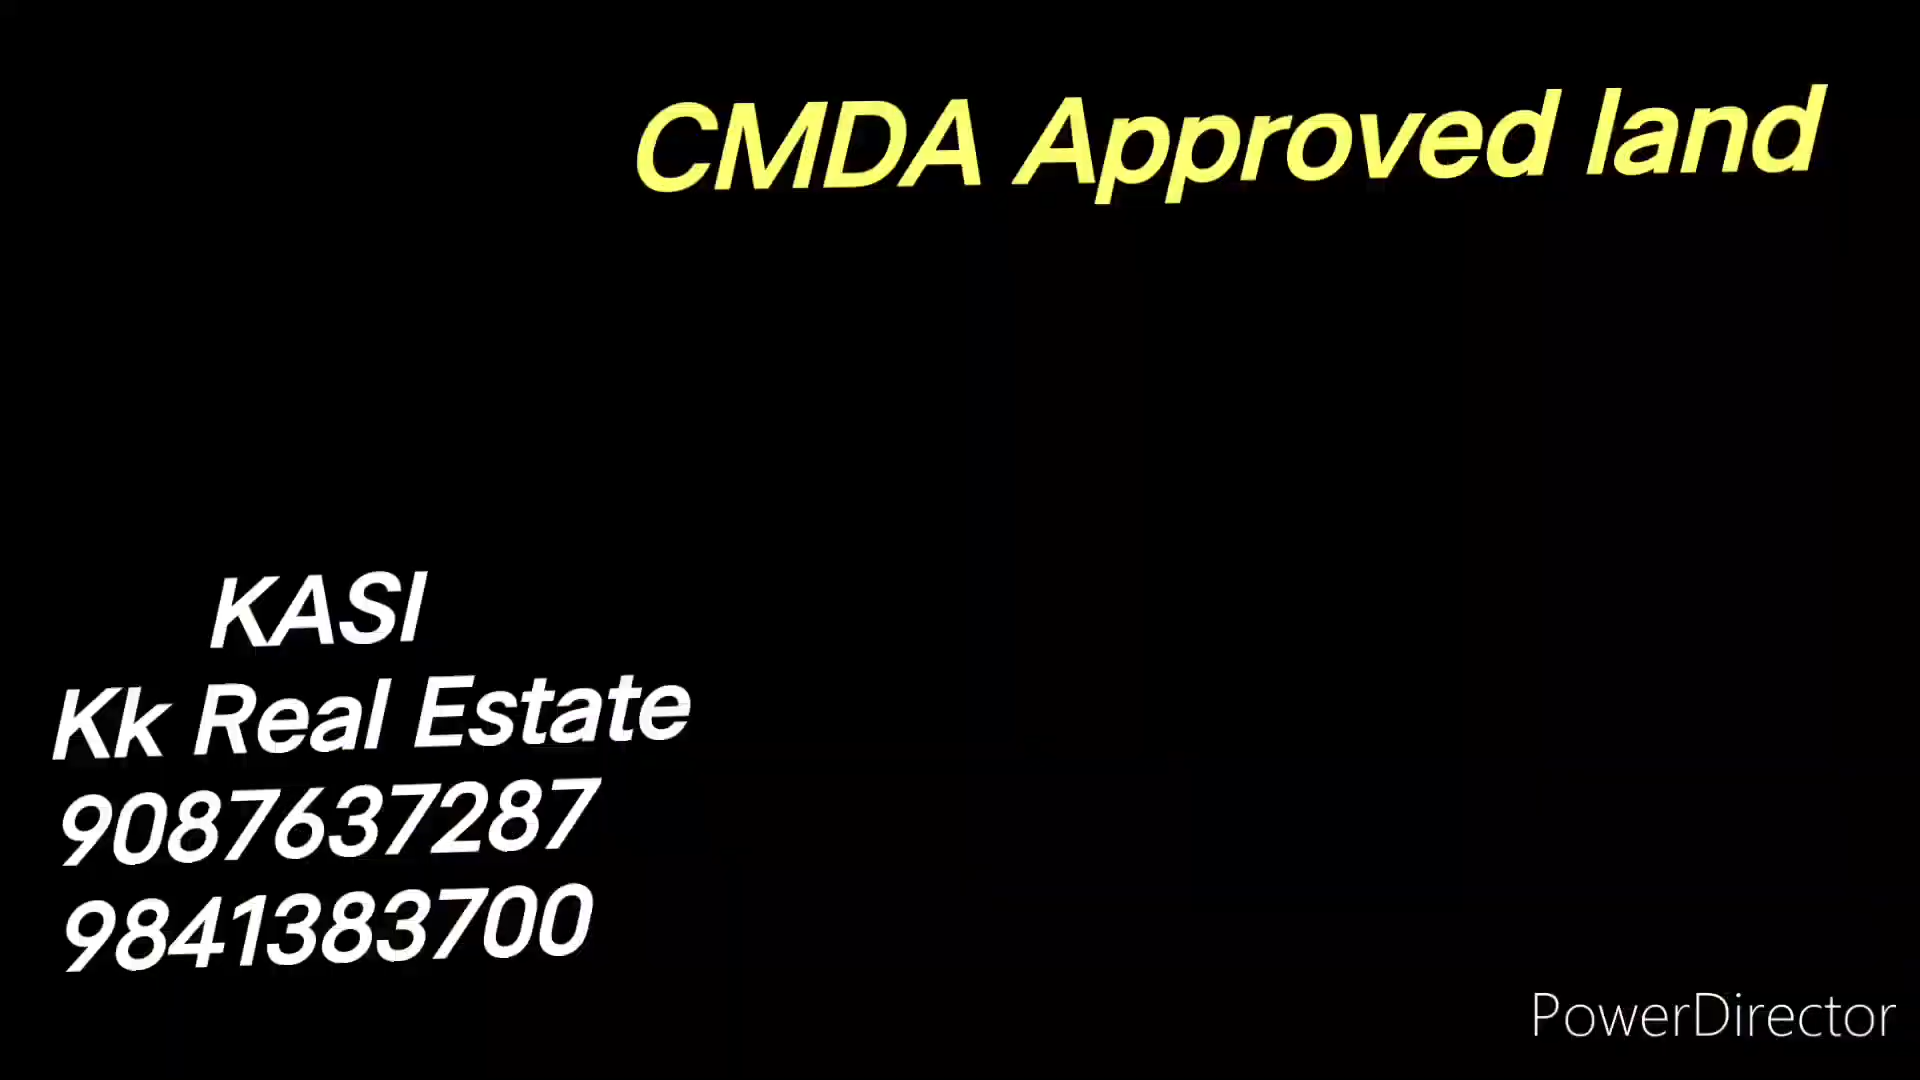 CMDA Approved land
KASI
Kk Real Estate
9087637287
9841383700
PowerDirector